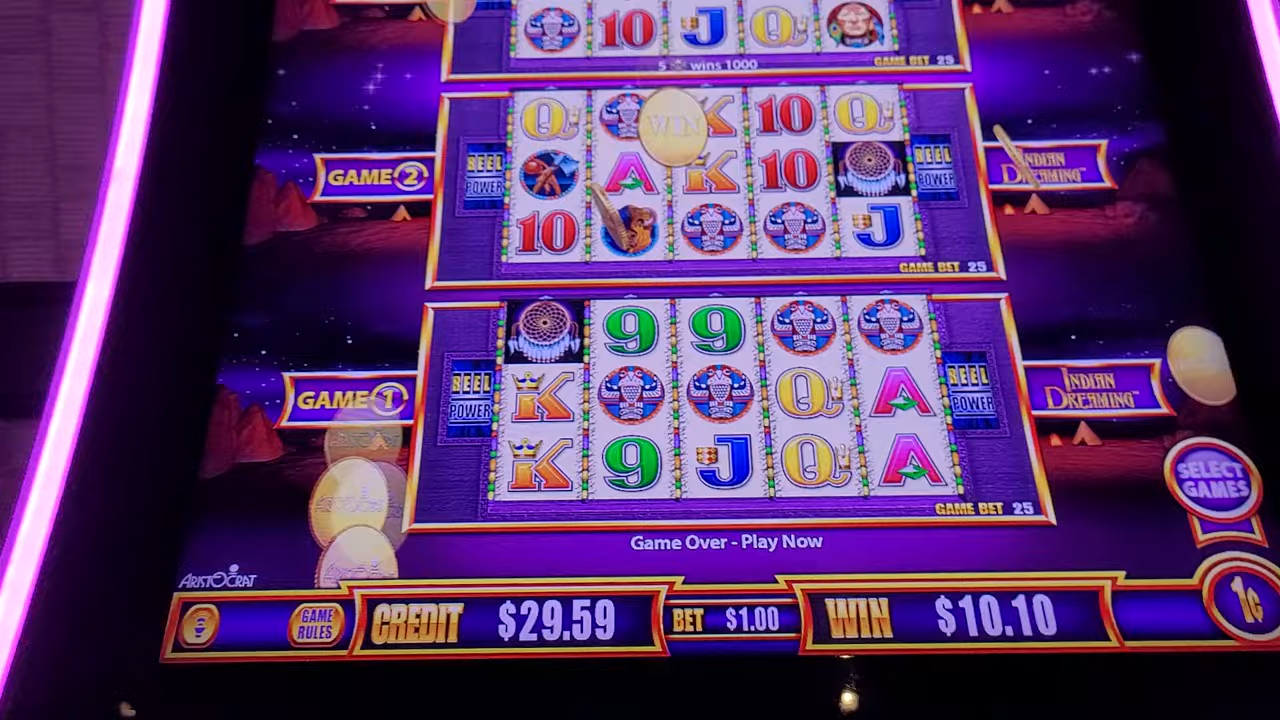 10 J Q
5 wins 1000
GAME BET 25
Q K 10 Q
WIN
GAME 2
REEL POWER
A K 10
REEL POWER
INDIAN DREAMING
10 J
GAME BET 25
9 9
GAME 1
REEL POWER
K Q A
REEL POWER
INDIAN DREAMING
K 9 J Q A
SELECT GAMES
GAME BET 25
Game Over - Play Now
ARISTOCRAT
GAME RULES
CREDIT $29.59
BET $1.00
WIN $10.10
1¢